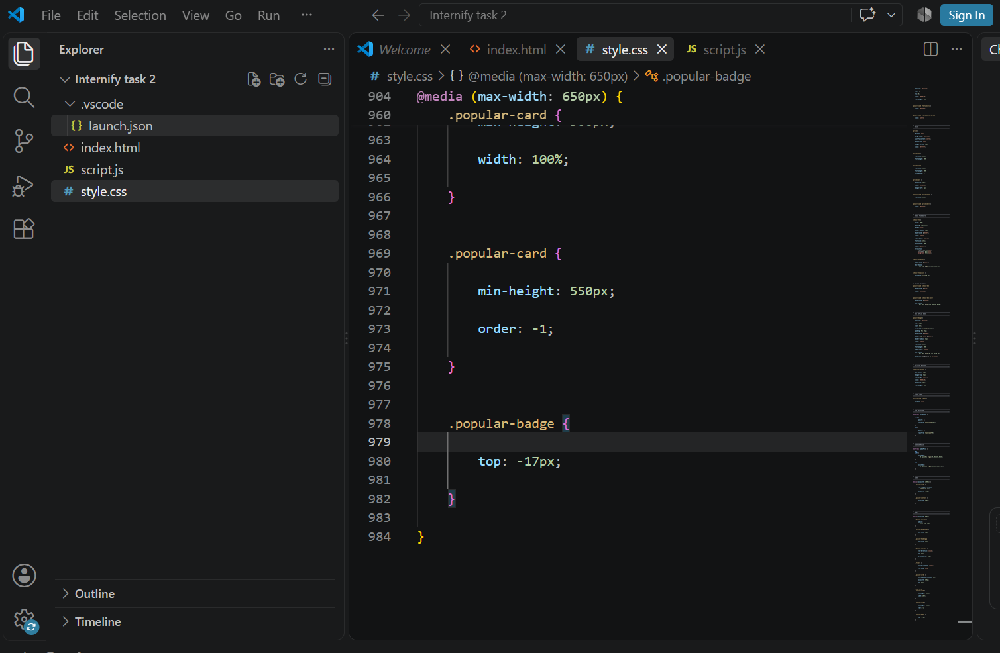 File Edit Selection View Go Run ···
Internify task 2
Sign In
Explorer
Internify task 2
.vscode
{} launch.json
<> index.html
JS script.js
# style.css
Outline
Timeline
Welcome
<> index.html
# style.css
JS script.js
# style.css > {} @media (max-width: 650px) > .popular-badge
904 @media (max-width: 650px) {
960 .popular-card {
963
964 width: 100%;
965
966 }
967
968
969 .popular-card {
970
971 min-height: 550px;
972
973 order: -1;
974
975 }
976
977
978 .popular-badge {
979
980 top: -17px;
981
982 }
983
984 }